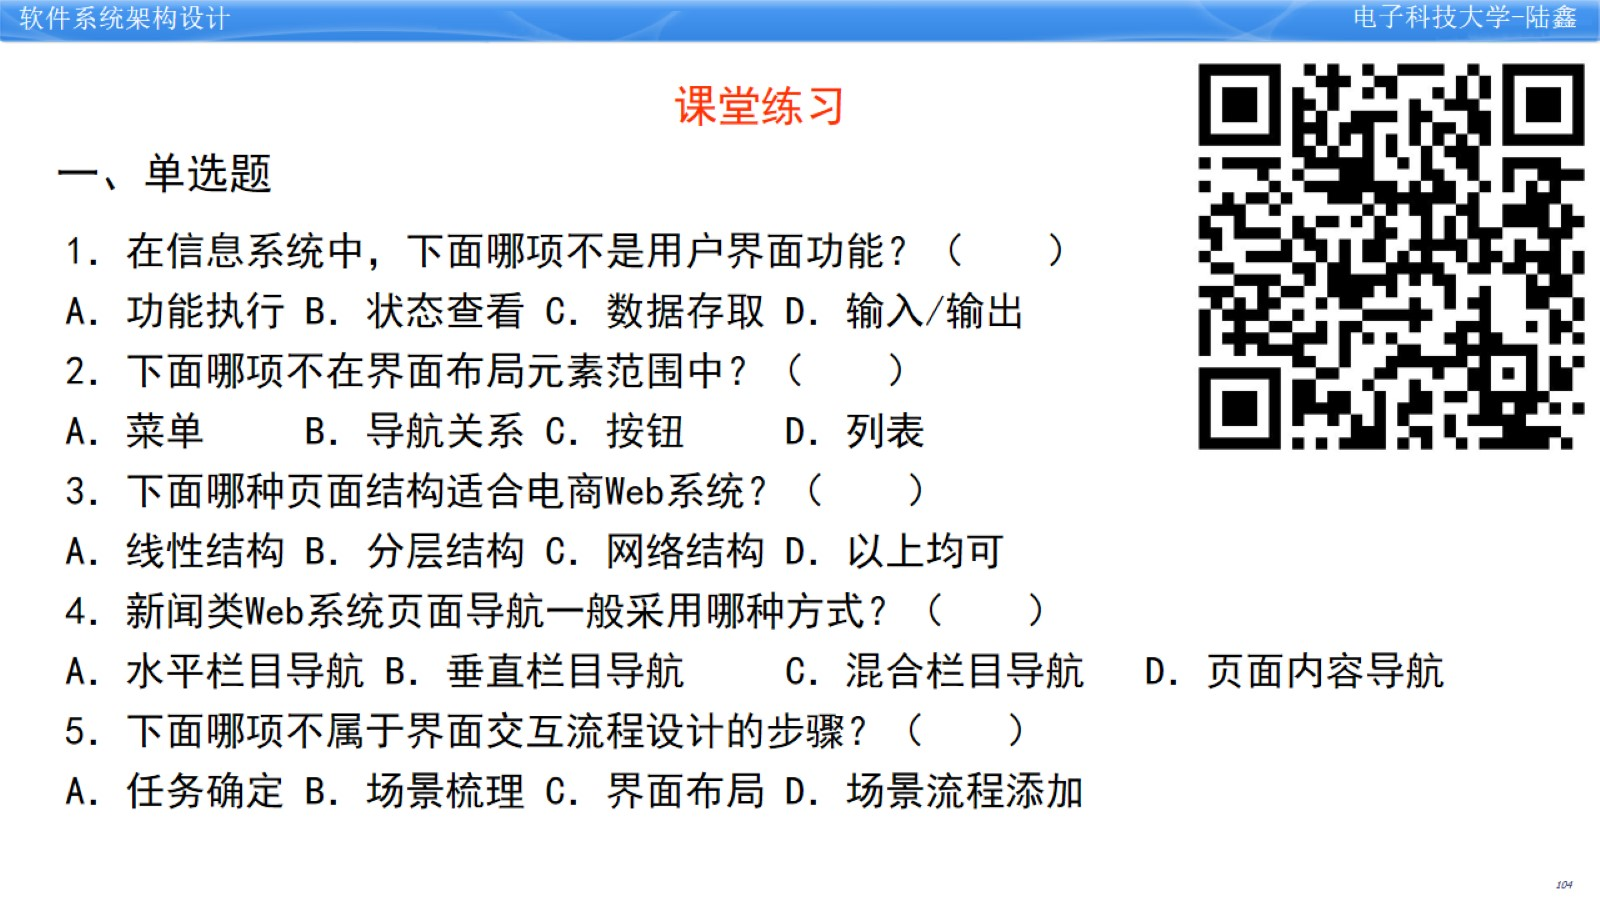 软件系统架构设计
电子科技大学-陆鑫
课堂练习
一、单选题
1. 在信息系统中，下面哪项不是用户界面功能？（ ）
A. 功能执行 B. 状态查看 C. 数据存取 D. 输入/输出
2. 下面哪项不在界面布局元素范围中？（ ）
A. 菜单 B. 导航关系 C. 按钮 D. 列表
3. 下面哪种页面结构适合电商Web系统？（ ）
A. 线性结构 B. 分层结构 C. 网络结构 D. 以上均可
4. 新闻类Web系统页面导航一般采用哪种方式？（ ）
A. 水平栏目导航 B. 垂直栏目导航 C. 混合栏目导航 D. 页面内容导航
5. 下面哪项不属于界面交互流程设计的步骤？（ ）
A. 任务确定 B. 场景梳理 C. 界面布局 D. 场景流程添加
104